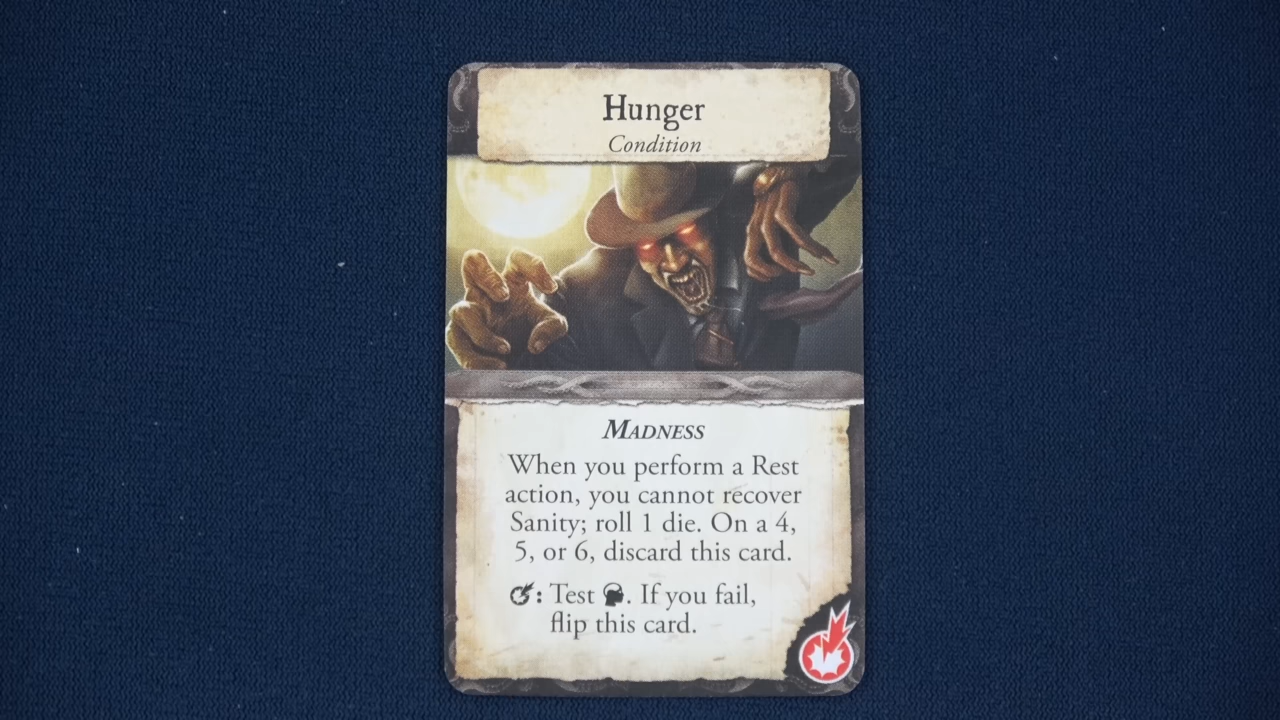 Hunger
Condition
MADNESS
When you perform a Rest
action, you cannot recover
Sanity; roll 1 die. On a 4,
5, or 6, discard this card.
: Test . If you fail,
flip this card.